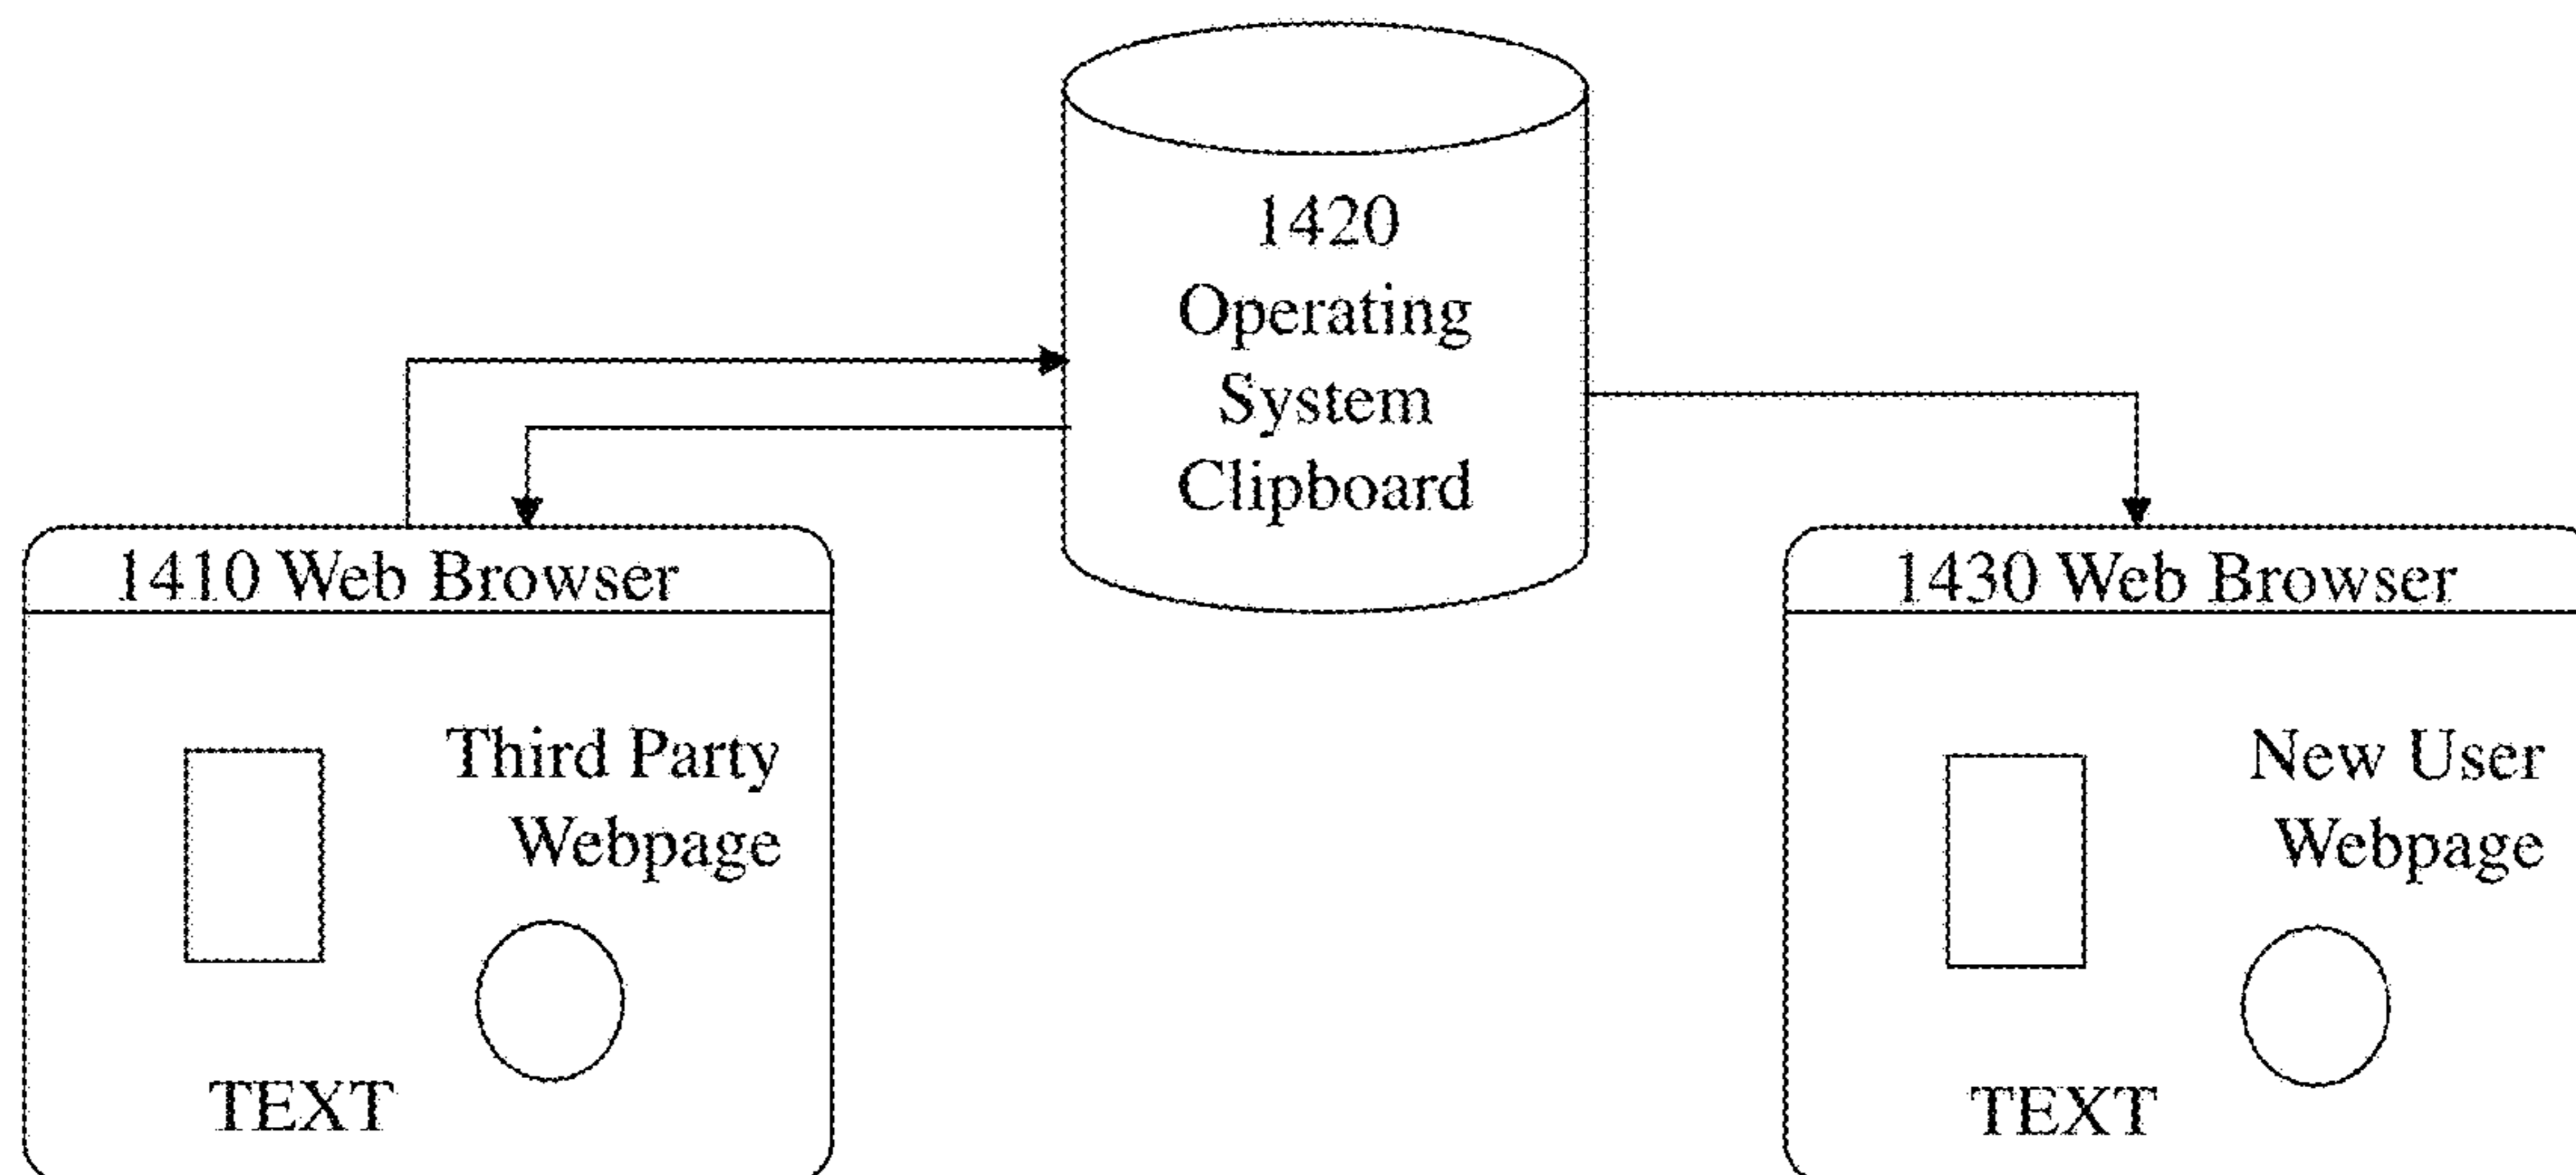 1420
Operating
System
Clipboard
1410 Web Browser
Third Party
Webpage
TEXT
1430 Web Browser
New User
Webpage
TEXT